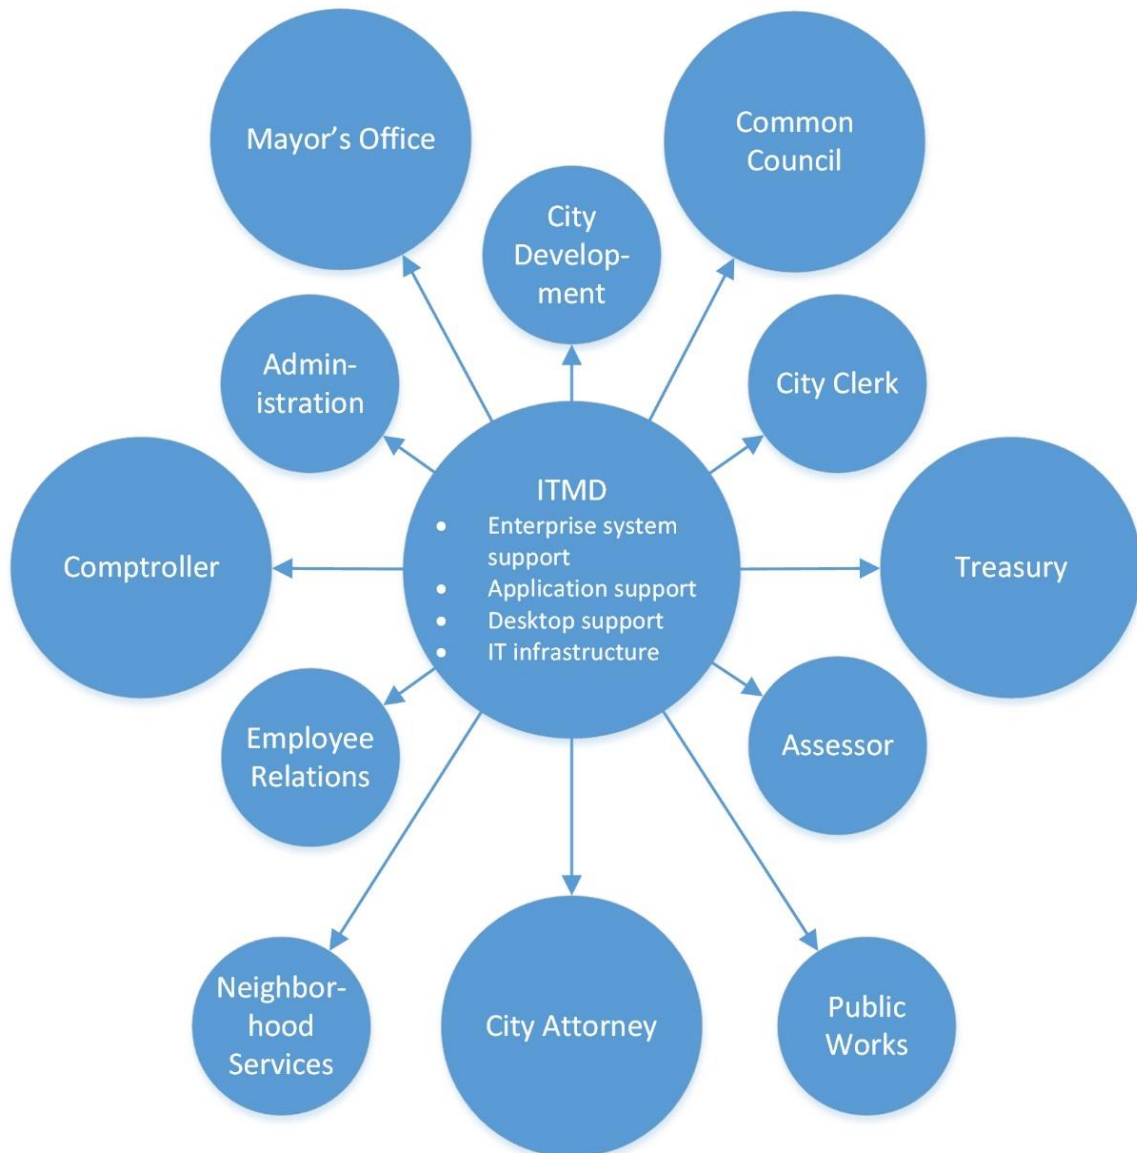 Mayor’s Office
Common
Council
City
Develop-
ment
Admin-
istration
City Clerk
Comptroller
ITMD
• Enterprise system
support
• Application support
• Desktop support
• IT infrastructure
Treasury
Employee
Relations
Assessor
Neighbor-
hood
Services
City Attorney
Public
Works